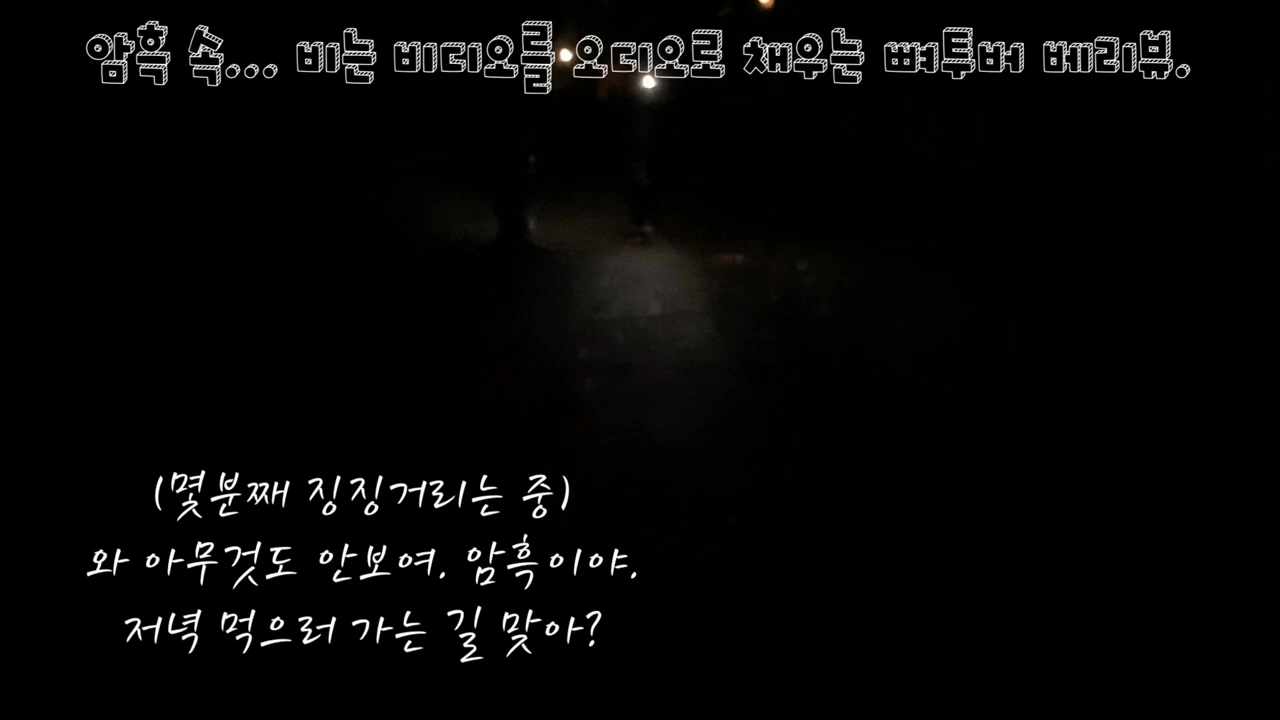 암흑 속... 비는 비디오를 오디오로 채우는 뼈투버 베리뷰.
(몇분째 징징거리는 중)
와 아무것도 안보여. 암흑이야.
저녁 먹으러 가는 길 맞아?